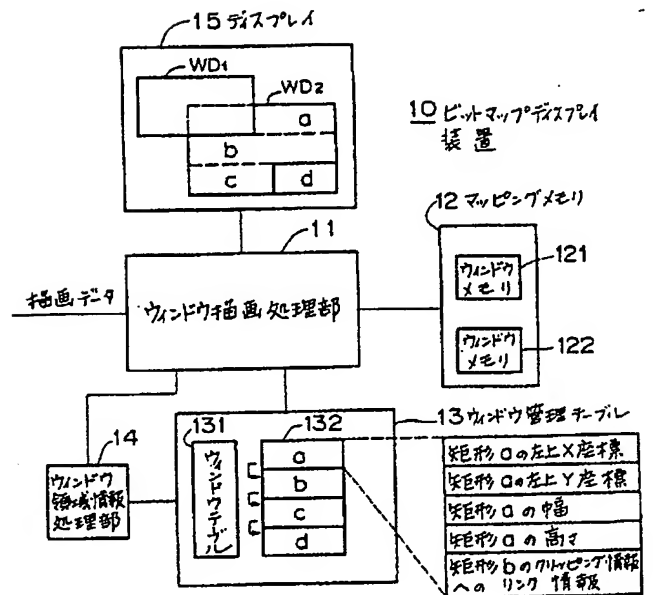 15 ディスプレイ
WD1
WD2
a
b
c
d
10 ビットマップディスプレイ
装置
12 マッピングメモリ
121
ウィンドウ
メモリ
122
ウィンドウ
メモリ
11
描画データ
ウィンドウ描画処理部
14
ウィンドウ
領域情報
処理部
13 ウィンドウ管理テーブル
131
ウィンドウテーブル
132
a
b
c
d
矩形aの左上X座標
矩形aの左上Y座標
矩形aの幅
矩形aの高さ
矩形bのクリッピング情報
へのリンク情報